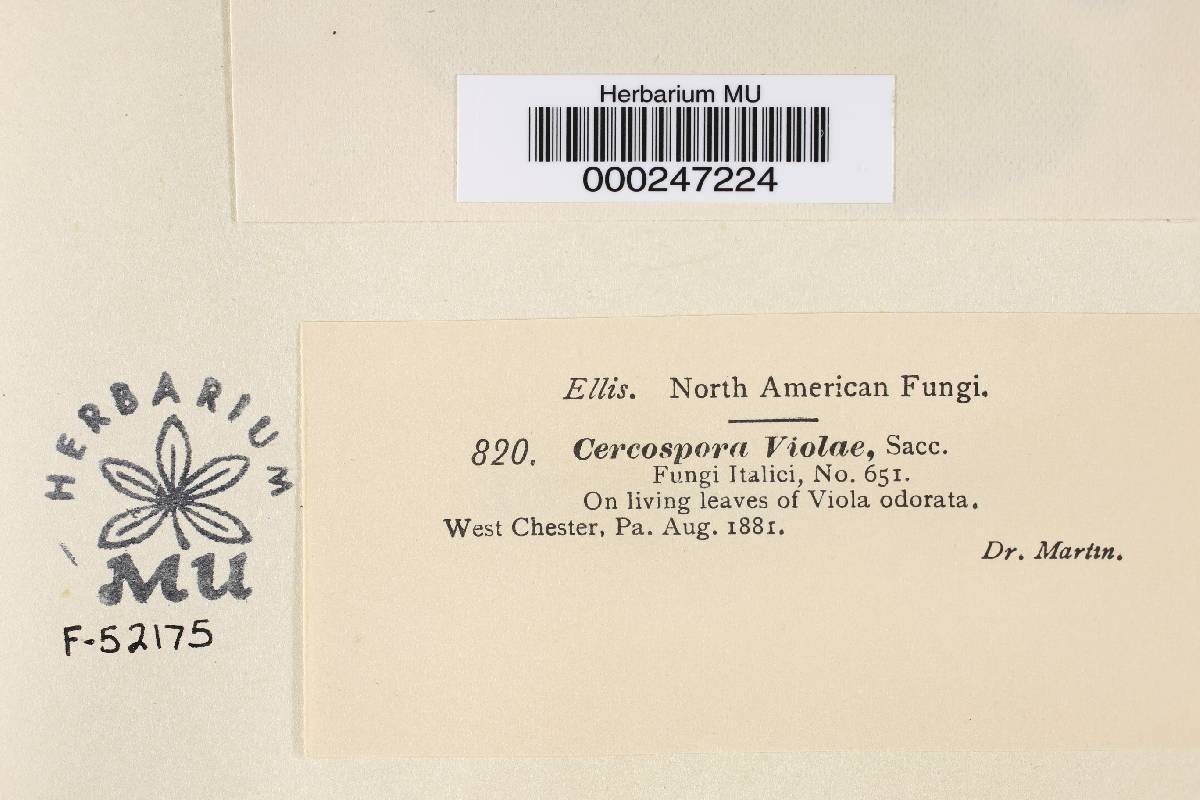 Herbarium MU
000247224
HERBARIUM
MU
F-52175
Ellis. North American Fungi.
820. Cercospora Violae, Sacc.
Fungi Italici, No. 651.
On living leaves of Viola odorata.
West Chester, Pa. Aug. 1881.
Dr. Martin.